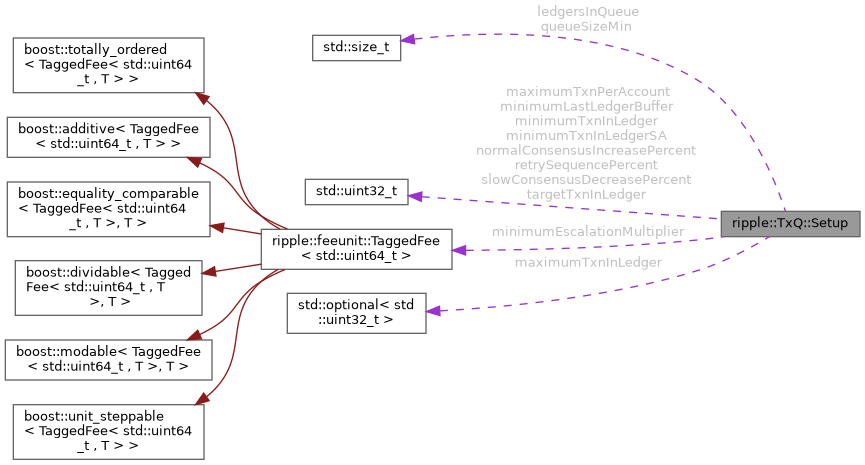 boost::totally_ordered
< TaggedFee< std::uint64
_t , T > >
boost::additive< TaggedFee
< std::uint64_t , T > >
boost::equality_comparable
< TaggedFee< std::uint64
_t , T >, T >
boost::dividable< Tagged
Fee< std::uint64_t , T
>, T >
boost::modable< TaggedFee
< std::uint64_t , T >, T >
boost::unit_steppable
< TaggedFee< std::uint64
_t , T > >
std::size_t
std::uint32_t
ripple::feeunit::TaggedFee
< std::uint64_t >
std::optional< std
::uint32_t >
ledgersInQueue
queueSizeMin
maximumTxnPerAccount
minimumLastLedgerBuffer
minimumTxnInLedger
minimumTxnInLedgerSA
normalConsensusIncreasePercent
retrySequencePercent
slowConsensusDecreasePercent
targetTxnInLedger
minimumEscalationMultiplier
maximumTxnInLedger
ripple::TxQ::Setup